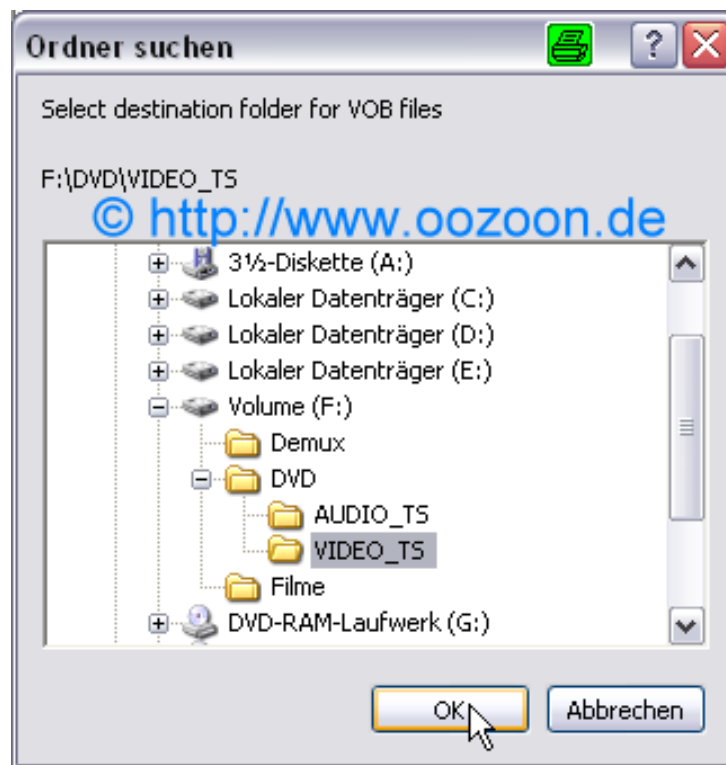 Ordner suchen
Select destination folder for VOB files
F:\DVD\VIDEO_TS
© http://www.oozoon.de
3½-Diskette (A:)
Lokaler Datenträger (C:)
Lokaler Datenträger (D:)
Lokaler Datenträger (E:)
Volume (F:)
Demux
DVD
AUDIO_TS
VIDEO_TS
Filme
DVD-RAM-Laufwerk (G:)
OK
Abbrechen